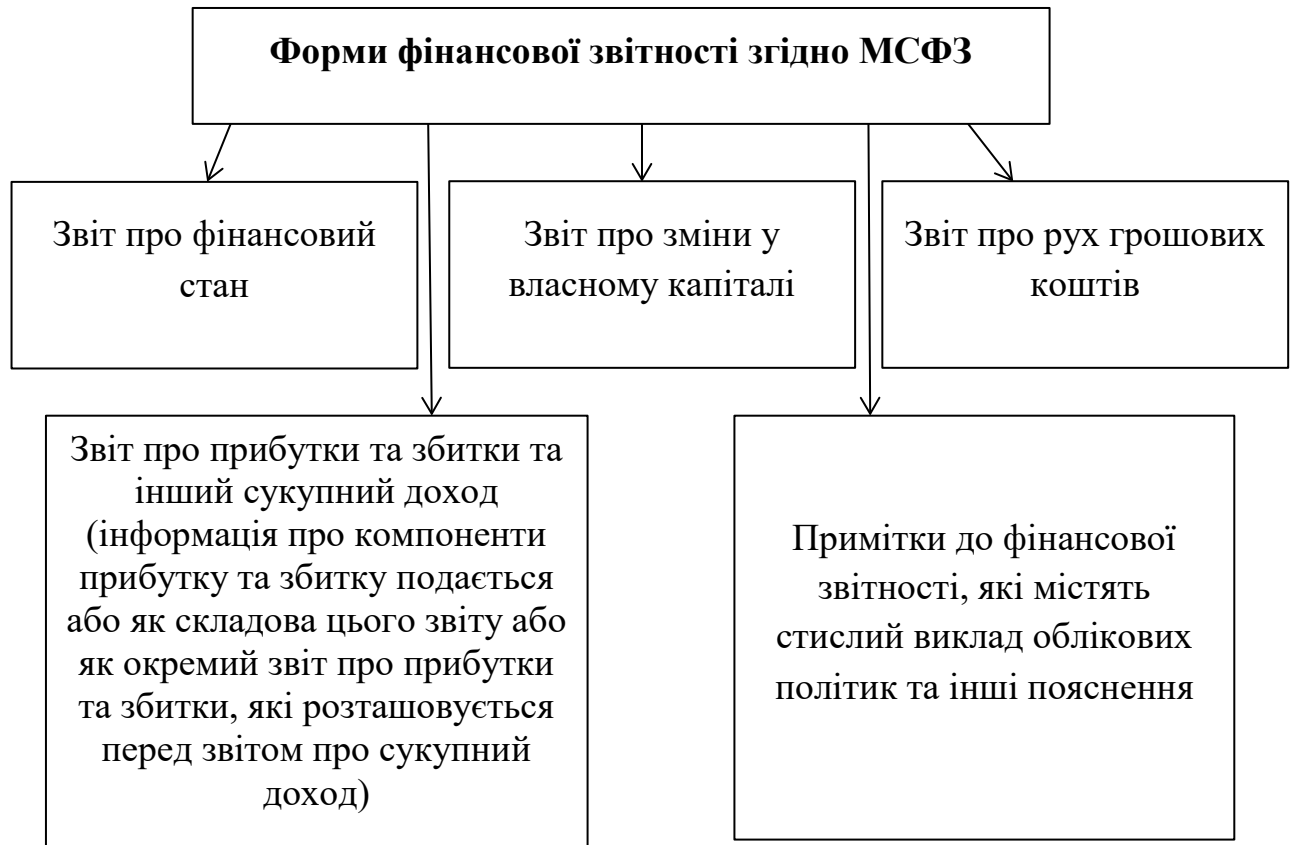 Форми фінансової звітності згідно МСФЗ
Звіт про фінансовий
стан
Звіт про зміни у
власному капіталі
Звіт про рух грошових
коштів
Звіт про прибутки та збитки та
інший сукупний доход
(інформація про компоненти
прибутку та збитку подається
або як складова цього звіту або
як окремий звіт про прибутки
та збитки, які розташовується
перед звітом про сукупний
доход)
Примітки до фінансової
звітності, які містять
стислий виклад облікових
політик та інші пояснення